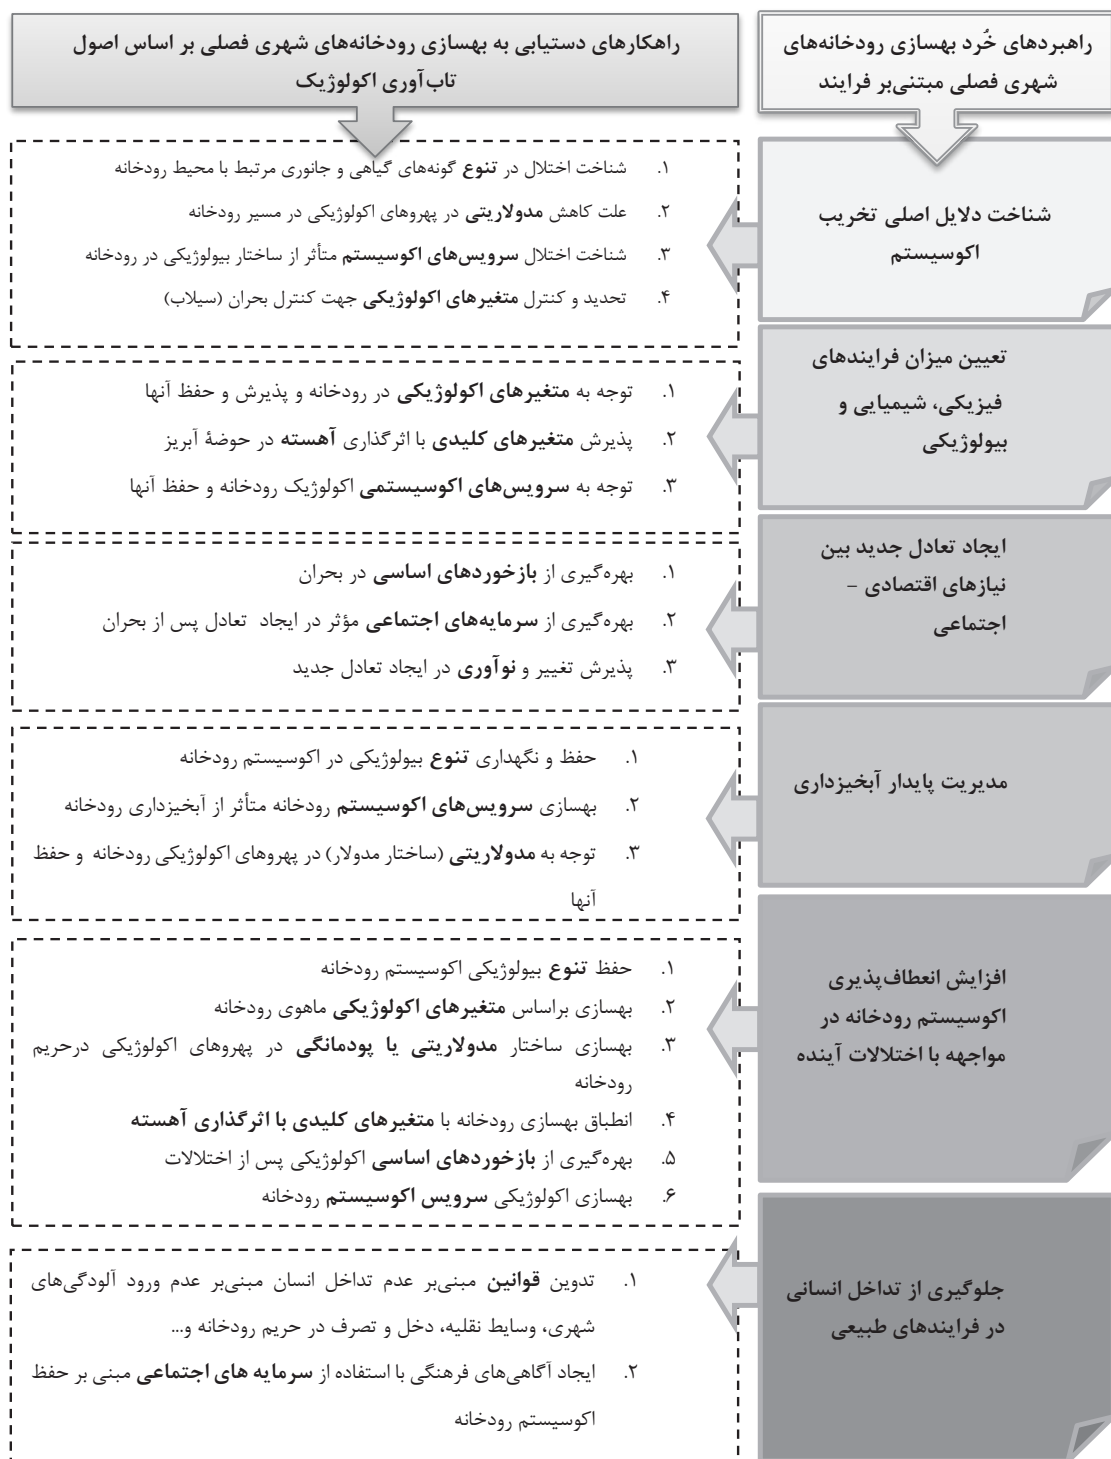 راهبردهای خُرد بهسازی رودخانه‌های
شهری فصلی مبتنی‌بر فرایند
راهکارهای دستیابی به بهسازی رودخانه‌های شهری فصلی بر اساس اصول
تاب‌آوری اکولوژیک
شناخت دلایل اصلی تخریب
اکوسیستم
۱. شناخت اختلال در تنوع گونه‌های گیاهی و جانوری مرتبط با محیط رودخانه
۲. علت کاهش مدولاریتی در پهروهای اکولوژیکی در مسیر رودخانه
۳. شناخت اختلال سرویس‌های اکوسیستم متأثر از ساختار بیولوژیکی در رودخانه
۴. تحدید و کنترل متغیرهای اکولوژیکی جهت کنترل بحران (سیلاب)
تعیین میزان فرایندهای
فیزیکی، شیمیایی و
بیولوژیکی
۱. توجه به متغیرهای اکولوژیکی در رودخانه و پذیرش و حفظ آنها
۲. پذیرش متغیرهای کلیدی با اثرگذاری آهسته در حوضهٔ آبریز
۳. توجه به سرویس‌های اکوسیستمی اکولوژیک رودخانه و حفظ آنها
ایجاد تعادل جدید بین
نیازهای اقتصادی –
اجتماعی
۱. بهره‌گیری از بازخوردهای اساسی در بحران
۲. بهره‌گیری از سرمایه‌های اجتماعی مؤثر در ایجاد تعادل پس از بحران
۳. پذیرش تغییر و نوآوری در ایجاد تعادل جدید
مدیریت پایدار آبخیزداری
۱. حفظ و نگهداری تنوع بیولوژیکی در اکوسیستم رودخانه
۲. بهسازی سرویس‌های اکوسیستم رودخانه متأثر از آبخیزداری رودخانه
۳. توجه به مدولاریتی (ساختار مدولار) در پهروهای اکولوژیکی رودخانه و حفظ
آنها
افزایش انعطاف‌پذیری
اکوسیستم رودخانه در
مواجهه با اختلالات آینده
۱. حفظ تنوع بیولوژیکی اکوسیستم رودخانه
۲. بهسازی براساس متغیرهای اکولوژیکی ماهوی رودخانه
۳. بهسازی ساختار مدولاریتی یا پودمانگی در پهروهای اکولوژیکی درحریم
رودخانه
۴. انطباق بهسازی رودخانه با متغیرهای کلیدی با اثرگذاری آهسته
۵. بهره‌گیری از بازخوردهای اساسی اکولوژیکی پس از اختلالات
۶. بهسازی اکولوژیکی سرویس اکوسیستم رودخانه
جلوگیری از تداخل انسانی
در فرایندهای طبیعی
۱. تدوین قوانین مبنی‌بر عدم تداخل انسان مبنی‌بر عدم ورود آلودگی‌های
شهری، وسایط نقلیه، دخل و تصرف در حریم رودخانه و...
۲. ایجاد آگاهی‌های فرهنگی با استفاده از سرمایه های اجتماعی مبنی بر حفظ
اکوسیستم رودخانه